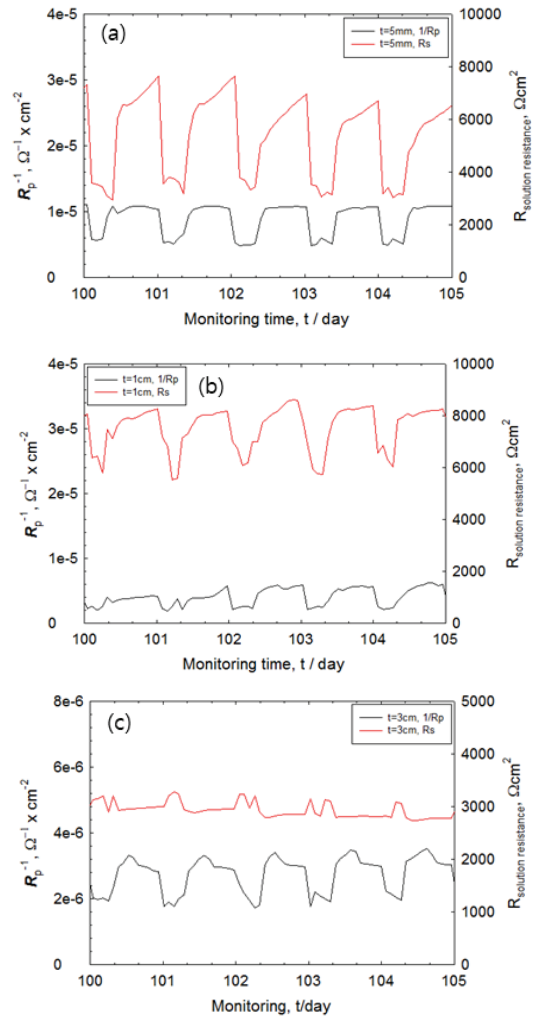 (a)
t=5mm, 1/Rp
t=5mm, Rs
4e-5
3e-5
2e-5
1e-5
0
10000
8000
6000
4000
2000
0
Rp⁻¹, Ω⁻¹ x cm⁻²
Rsolution resistance, Ωcm²
100 101 102 103 104 105
Monitoring time, t / day
(b)
t=1cm, 1/Rp
t=1cm, Rs
4e-5
3e-5
2e-5
1e-5
0
10000
8000
6000
4000
2000
0
Rp⁻¹, Ω⁻¹ x cm⁻²
Rsolution resistance, Ωcm²
100 101 102 103 104 105
Monitoring time, t / day
(c)
t=3cm, 1/Rp
t=3cm, Rs
8e-6
6e-6
4e-6
2e-6
0
5000
4000
3000
2000
1000
0
Rp⁻¹, Ω⁻¹ x cm⁻²
Rsolution resistance, Ωcm²
100 101 102 103 104 105
Monitoring, t/day